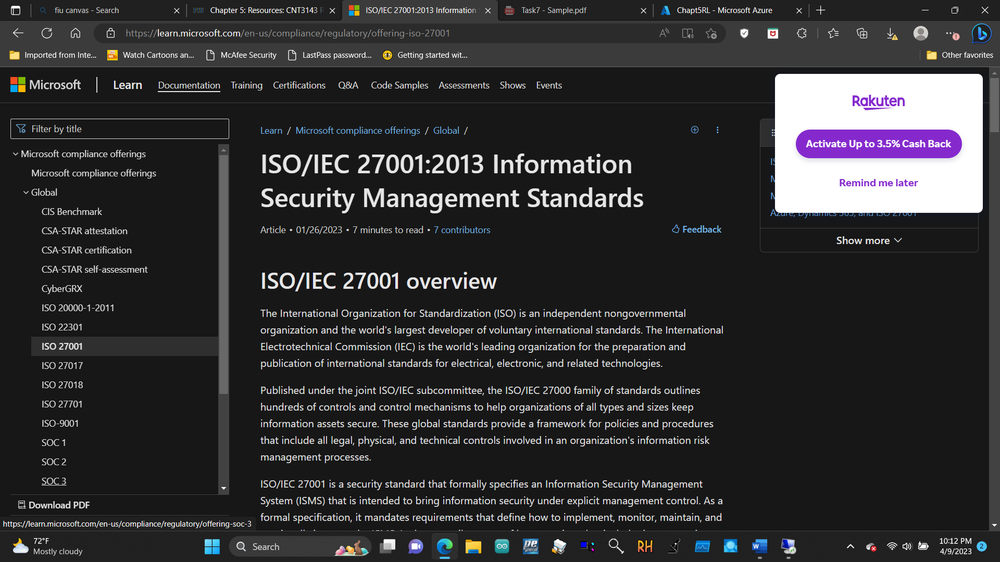 fiu canvas - Search
FIU Chapter 5: Resources: CNT3143 R
ISO/IEC 27001:2013 Information
Task7 - Sample.pdf
Chapt5RL - Microsoft Azure
https://learn.microsoft.com/en-us/compliance/regulatory/offering-iso-27001
Imported from Inte...
Watch Cartoons an...
McAfee Security
LastPass password...
Getting started wit...
Other favorites
Microsoft
Learn
Documentation
Training
Certifications
Q&A
Code Samples
Assessments
Shows
Events
Rakuten
Activate Up to 3.5% Cash Back
Remind me later
Filter by title
Microsoft compliance offerings
Microsoft compliance offerings
Global
CIS Benchmark
CSA-STAR attestation
CSA-STAR certification
CSA-STAR self-assessment
CyberGRX
ISO 20000-1-2011
ISO 22301
ISO 27001
ISO 27017
ISO 27018
ISO 27701
ISO-9001
SOC 1
SOC 2
SOC 3
Download PDF
https://learn.microsoft.com/en-us/compliance/regulatory/offering-soc-3
Learn / Microsoft compliance offerings / Global /
ISO/IEC 27001:2013 Information
Security Management Standards
Article • 01/26/2023 • 7 minutes to read • 7 contributors
Feedback
Azure, Dynamics 365, and ISO 27001
Show more
ISO/IEC 27001 overview
The International Organization for Standardization (ISO) is an independent nongovernmental
organization and the world's largest developer of voluntary international standards. The International
Electrotechnical Commission (IEC) is the world's leading organization for the preparation and
publication of international standards for electrical, electronic, and related technologies.
Published under the joint ISO/IEC subcommittee, the ISO/IEC 27000 family of standards outlines
hundreds of controls and control mechanisms to help organizations of all types and sizes keep
information assets secure. These global standards provide a framework for policies and procedures
that include all legal, physical, and technical controls involved in an organization's information risk
management processes.
ISO/IEC 27001 is a security standard that formally specifies an Information Security Management
System (ISMS) that is intended to bring information security under explicit management control. As a
formal specification, it mandates requirements that define how to implement, monitor, maintain, and
72°F
Mostly cloudy
Search
RH
10:12 PM
4/9/2023
2